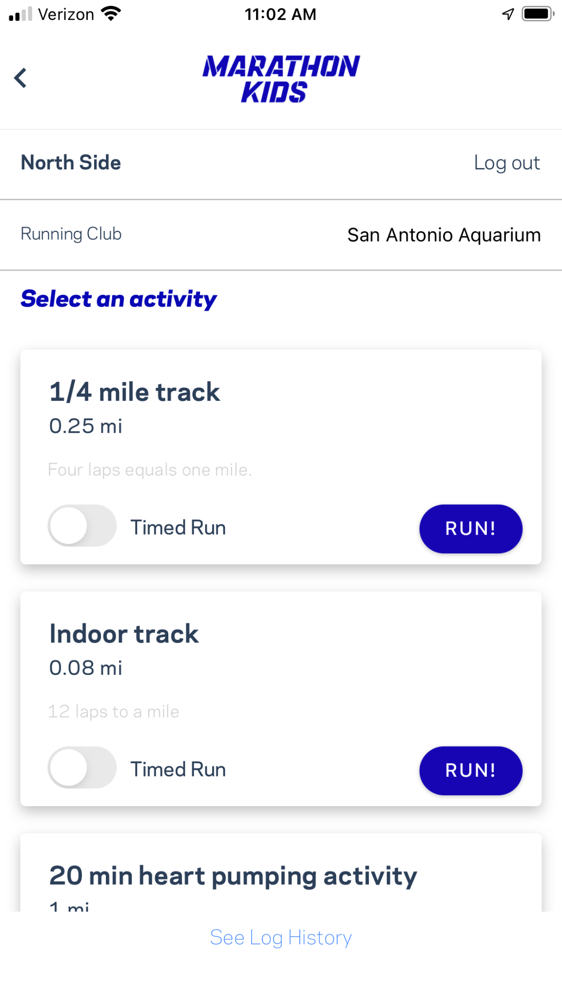 Verizon 11:02 AM
MARATHON
KIDS
North Side Log out
Running Club San Antonio Aquarium
Select an activity
1/4 mile track
0.25 mi
Four laps equals one mile.
Timed Run RUN!
Indoor track
0.08 mi
12 laps to a mile
Timed Run RUN!
20 min heart pumping activity
1 mi
See Log History